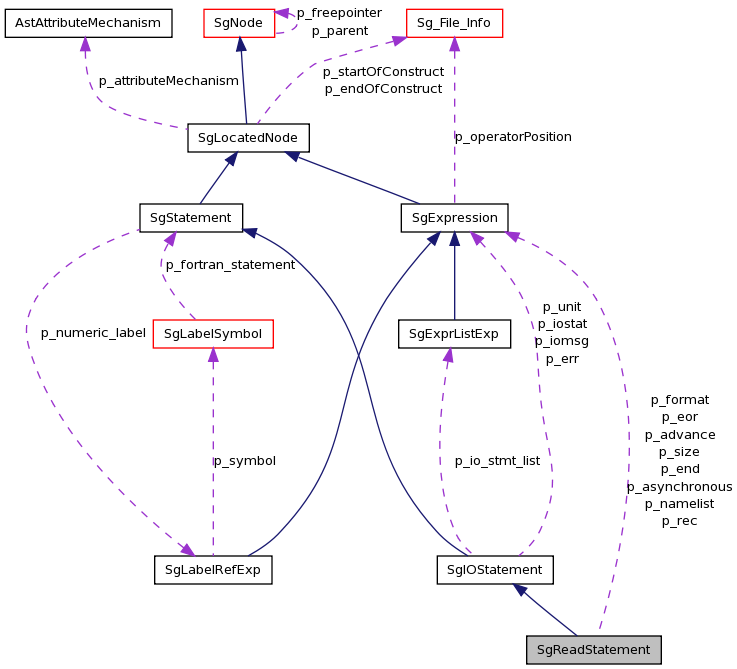 AstAttributeMechanism
SgNode
p_freepointer
p_parent
Sg_File_Info
p_attributeMechanism
p_startOfConstruct
p_endOfConstruct
p_operatorPosition
SgLocatedNode
SgStatement
SgExpression
p_fortran_statement
p_numeric_label
SgLabelSymbol
SgExprListExp
p_unit
p_iostat
p_iomsg
p_err
p_symbol
p_io_stmt_list
p_format
p_eor
p_advance
p_size
p_end
p_asynchronous
p_namelist
p_rec
SgLabelRefExp
SgIOStatement
SgReadStatement